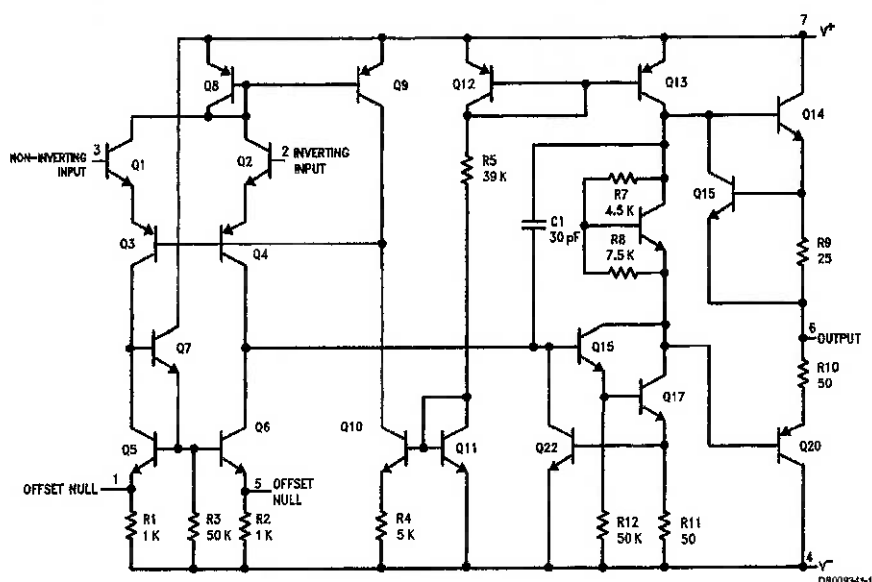 7 V+
Q8
Q9
Q12
Q13
Q14
3
NON-INVERTING
INPUT
Q1
Q2
2 INVERTING
INPUT
R5
39 K
R7
4.5 K
Q15
C1
30 pF
R8
7.5 K
Q3
Q4
R9
25
6
OUTPUT
Q7
Q15
R10
50
Q17
Q5
Q6
Q10
Q11
Q22
Q20
1
OFFSET NULL
5 OFFSET
NULL
R1
1 K
R3
50 K
R2
1 K
R4
5 K
R12
50 K
R11
50
4
V-